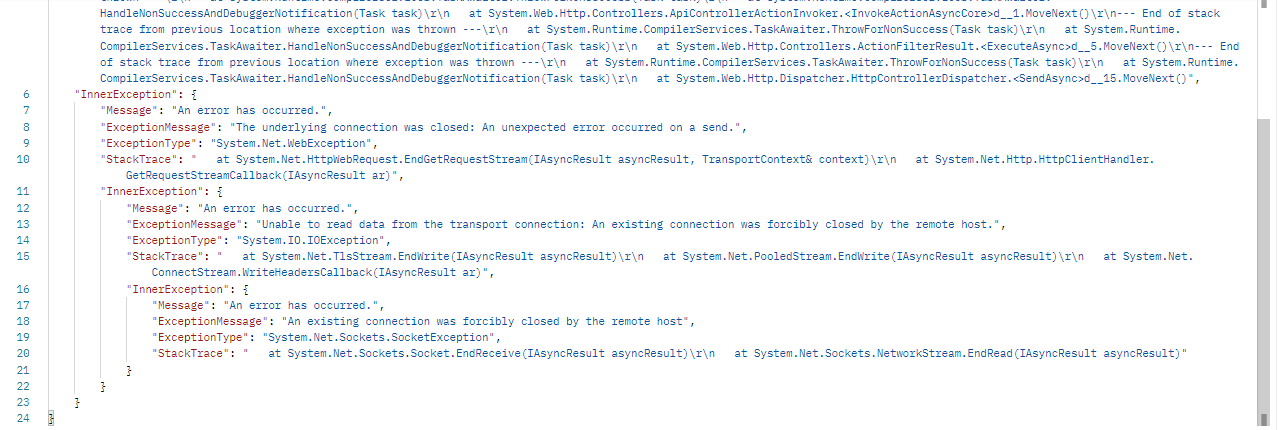 HandleNonSuccessAndDebuggerNotification(Task task)\r\n   at System.Web.Http.Controllers.ApiControllerActionInvoker.<InvokeActionAsyncCore>d__1.MoveNext()\r\n--- End of stack
trace from previous location where exception was thrown ---\r\n   at System.Runtime.CompilerServices.TaskAwaiter.ThrowForNonSuccess(Task task)\r\n   at System.Runtime.
CompilerServices.TaskAwaiter.HandleNonSuccessAndDebuggerNotification(Task task)\r\n   at System.Web.Http.Controllers.ActionFilterResult.<ExecuteAsync>d__5.MoveNext()\r\n--- End
of stack trace from previous location where exception was thrown ---\r\n   at System.Runtime.CompilerServices.TaskAwaiter.ThrowForNonSuccess(Task task)\r\n   at System.Runtime.
CompilerServices.TaskAwaiter.HandleNonSuccessAndDebuggerNotification(Task task)\r\n   at System.Web.Http.Dispatcher.HttpControllerDispatcher.<SendAsync>d__15.MoveNext()",
6 "InnerException": {
7 "Message": "An error has occurred.",
8 "ExceptionMessage": "The underlying connection was closed: An unexpected error occurred on a send.",
9 "ExceptionType": "System.Net.WebException",
10 "StackTrace": "   at System.Net.HttpWebRequest.EndGetRequestStream(IAsyncResult asyncResult, TransportContext& context)\r\n   at System.Net.Http.HttpClientHandler.
GetRequestStreamCallback(IAsyncResult ar)",
11 "InnerException": {
12 "Message": "An error has occurred.",
13 "ExceptionMessage": "Unable to read data from the transport connection: An existing connection was forcibly closed by the remote host.",
14 "ExceptionType": "System.IO.IOException",
15 "StackTrace": "   at System.Net.TlsStream.EndWrite(IAsyncResult asyncResult)\r\n   at System.Net.PooledStream.EndWrite(IAsyncResult asyncResult)\r\n   at System.Net.
ConnectStream.WriteHeadersCallback(IAsyncResult ar)",
16 "InnerException": {
17 "Message": "An error has occurred.",
18 "ExceptionMessage": "An existing connection was forcibly closed by the remote host",
19 "ExceptionType": "System.Net.Sockets.SocketException",
20 "StackTrace": "   at System.Net.Sockets.Socket.EndReceive(IAsyncResult asyncResult)\r\n   at System.Net.Sockets.NetworkStream.EndRead(IAsyncResult asyncResult)"
21 }
22 }
23 }
24 }